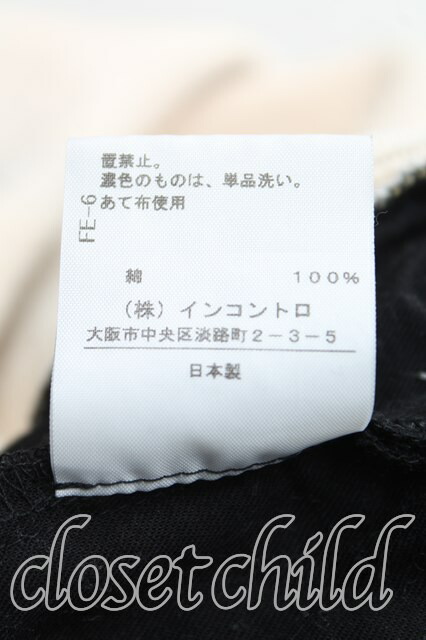 置禁止。
濃色のものは、単品洗い。
あて布使用
FE-6
綿 100%
（株）インコントロ
大阪市中央区淡路町2-3-5
日本製
closet child